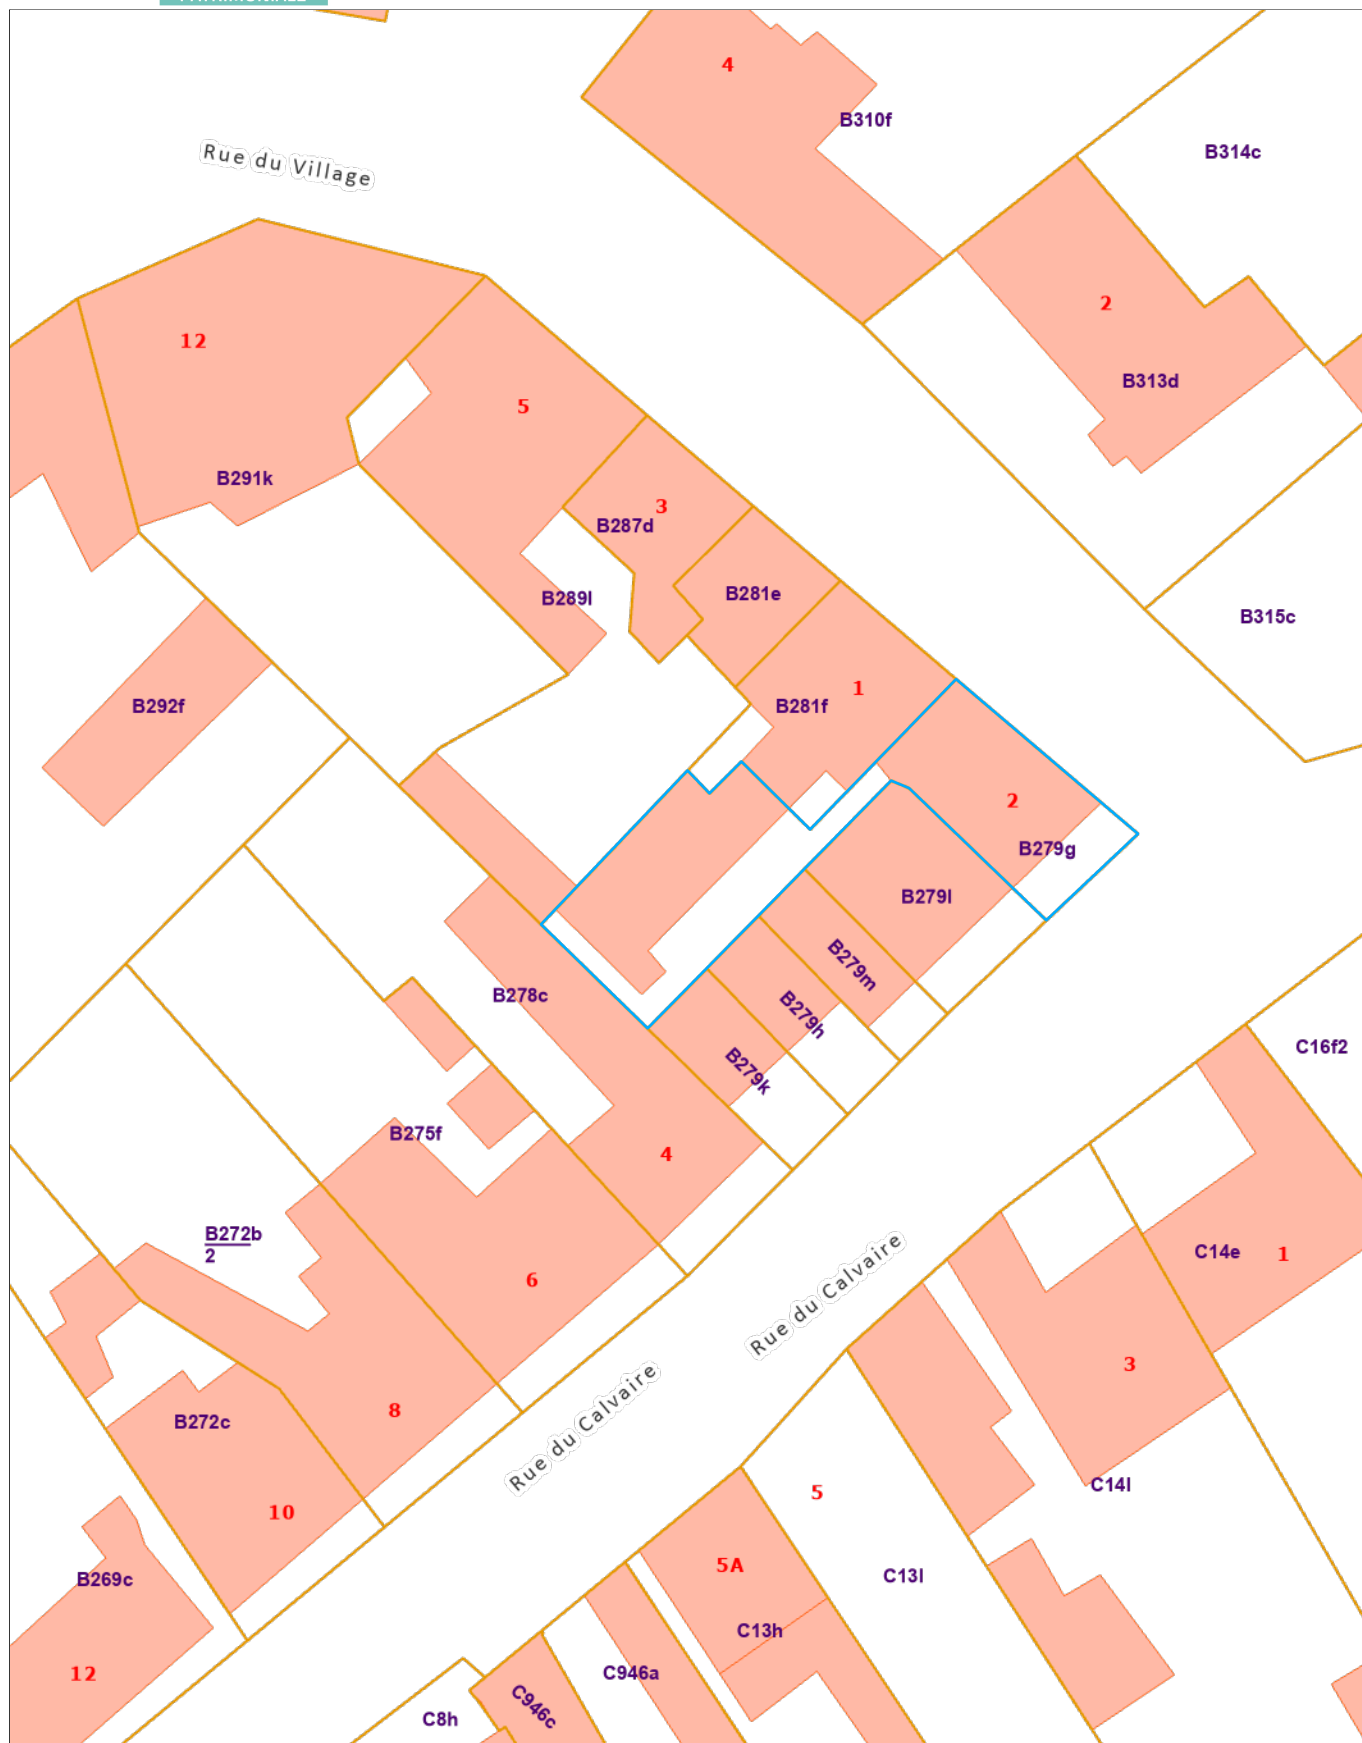 PATRIMONIALE
4
B310f
B314c
Rue du Village
12
2
B313d
5
B291k
3
B287d
B281e
B289l
B315c
B292f
1
B281f
2
B279g
B279l
B279m
B278c
B279h
C16f2
B279k
B275f
4
B272b
2
6
Rue du Calvaire
C14e
1
3
8
Rue du Calvaire
B272c
10
5
C14l
5A
C13l
B269c
C13h
12
C946a
C946c
C8h